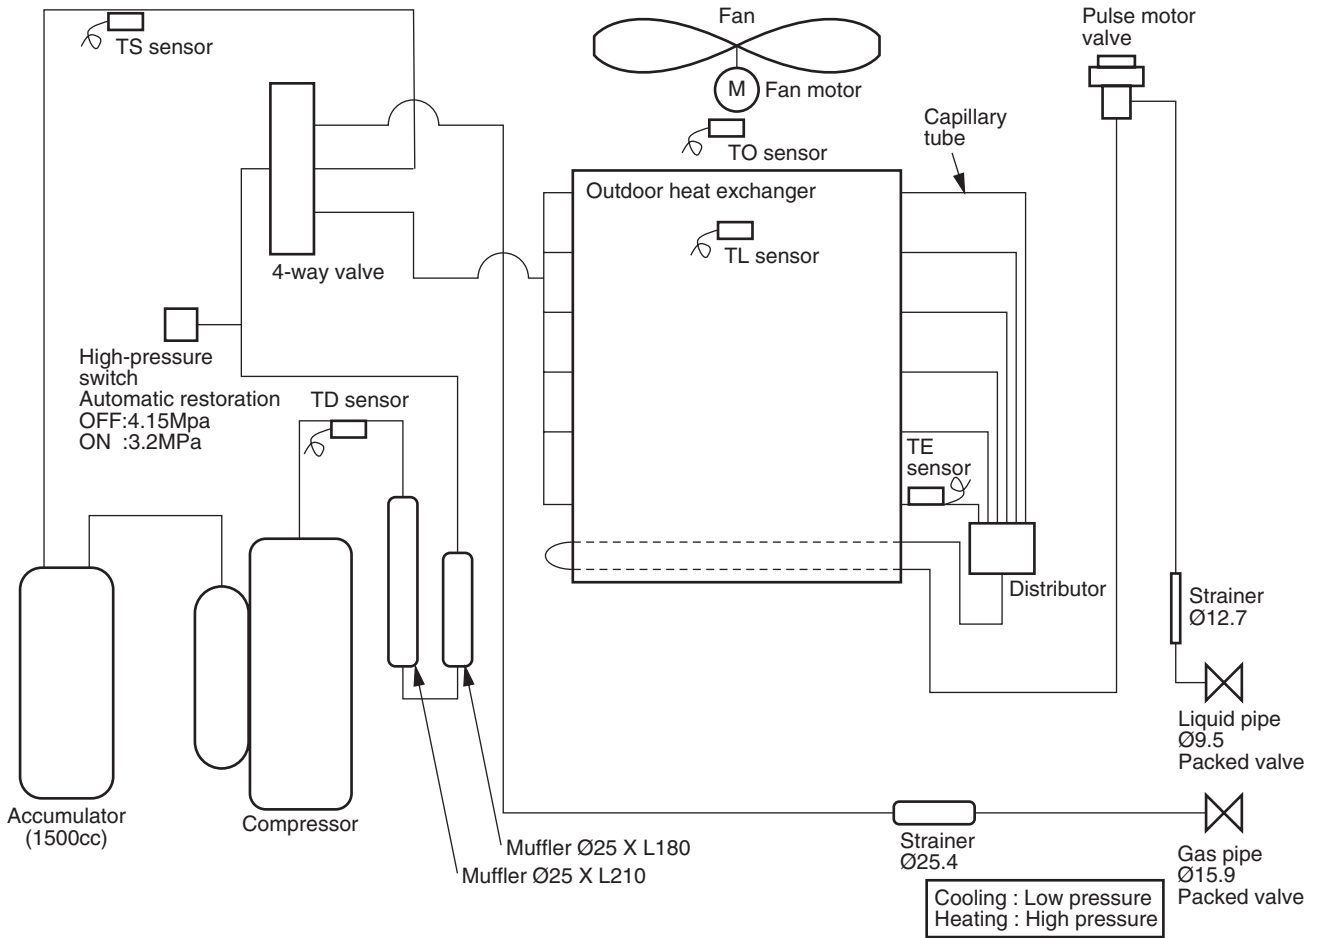 Fan
Pulse motor
valve
TS sensor
M
Fan motor
Capillary
tube
TO sensor
Outdoor heat exchanger
TL sensor
4-way valve
High-pressure
switch
Automatic restoration
OFF:4.15Mpa
ON :3.2MPa
TD sensor
TE
sensor
Distributor
Strainer
Ø12.7
Liquid pipe
Ø9.5
Packed valve
Accumulator
(1500cc)
Compressor
Muffler Ø25 X L180
Muffler Ø25 X L210
Strainer
Ø25.4
Gas pipe
Ø15.9
Packed valve
Cooling : Low pressure
Heating : High pressure